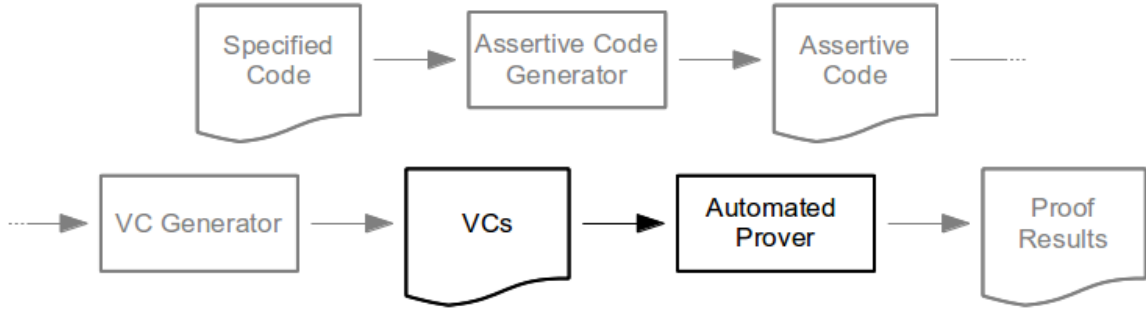 Specified
Code
Assertive Code
Generator
Assertive
Code
VC Generator
VCs
Automated
Prover
Proof
Results